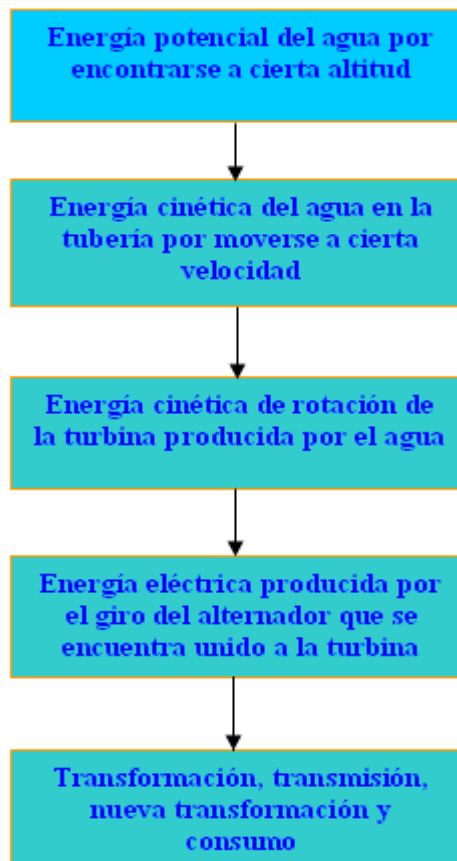 Energía potencial del agua por
encontrarse a cierta altitud
Energía cinética del agua en la
tubería por moverse a cierta
velocidad
Energía cinética de rotación de
la turbina producida por el agua
Energía eléctrica producida por
el giro del alternador que se
encuentra unido a la turbina
Transformación, transmisión,
nueva transformación y
consumo